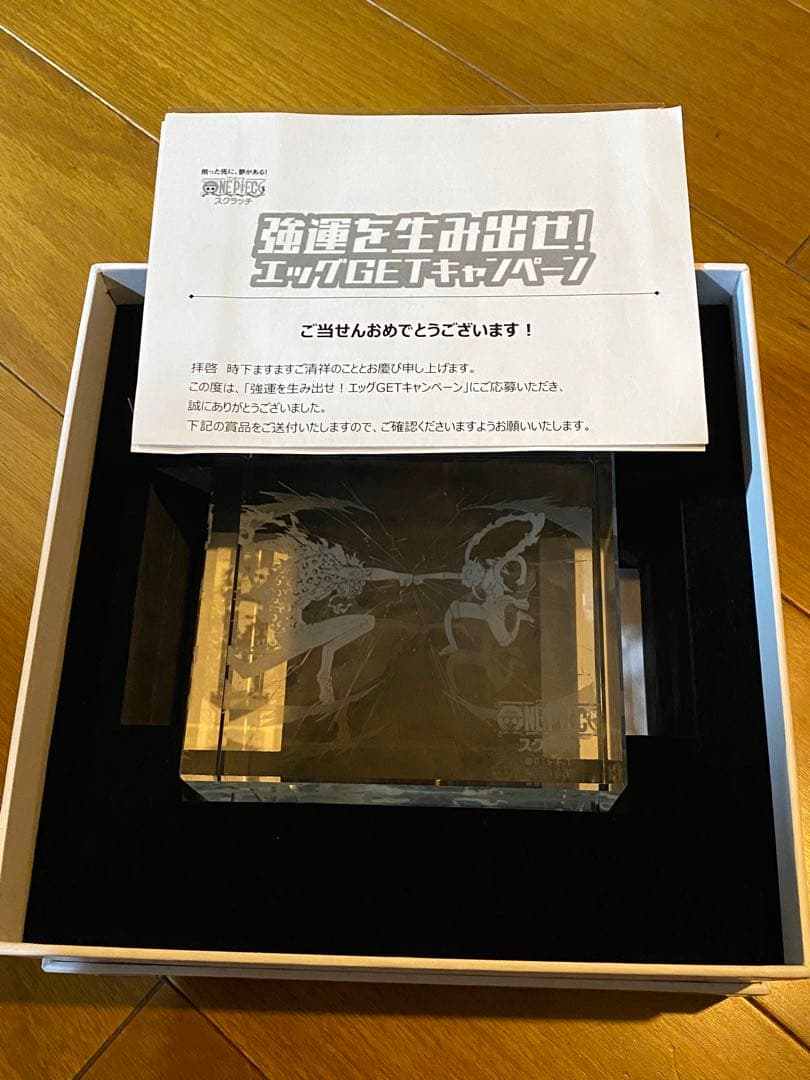 削った先に、夢がある!
ONE PIECE
スクラッチ
強運を生み出せ!
エッグGETキャンペーン
ご当せんおめでとうございます!
拝啓 時下ますますご清祥のこととお慶び申し上げます。
この度は、「強運を生み出せ!エッグGETキャンペーン」にご応募いただき、
誠にありがとうございました。
下記の賞品をご送付いたしますので、ご確認くださいますようお願いいたします。
ONE PIECE
スクラッチ